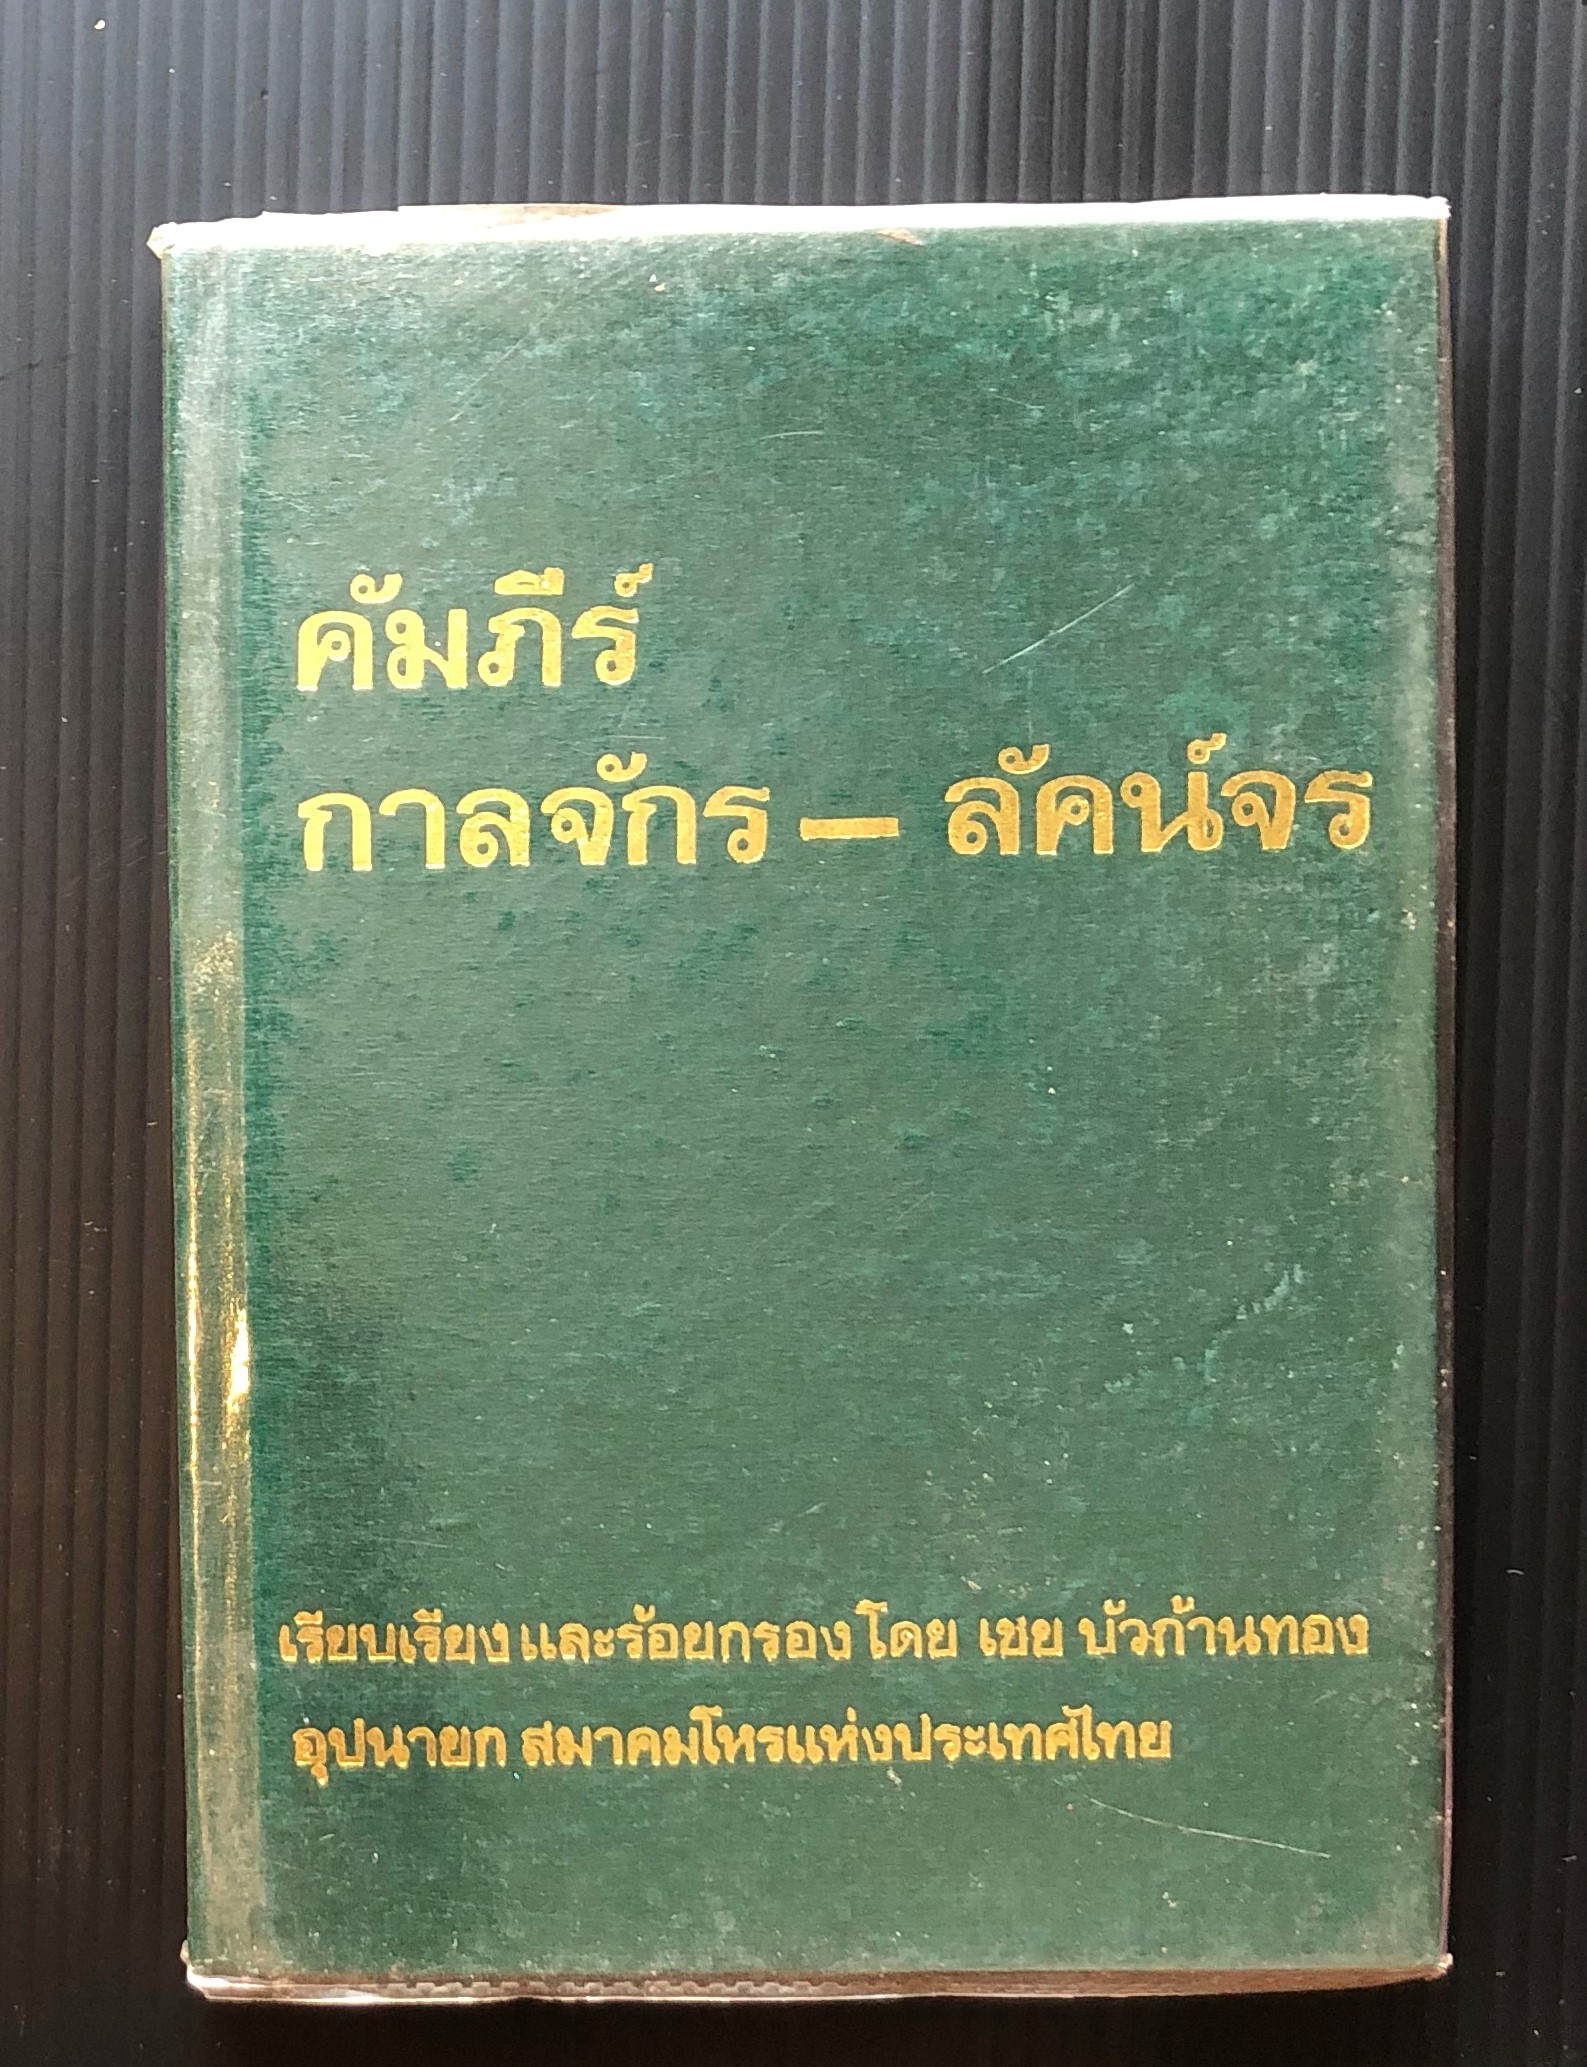 คัมภีร์
กาลจักร – ลัคน์จร
เรียบเรียงและร้อยกรองโดย เชย บัวก้านทอง
อุปนายก สมาคมโหรแห่งประเทศไทย